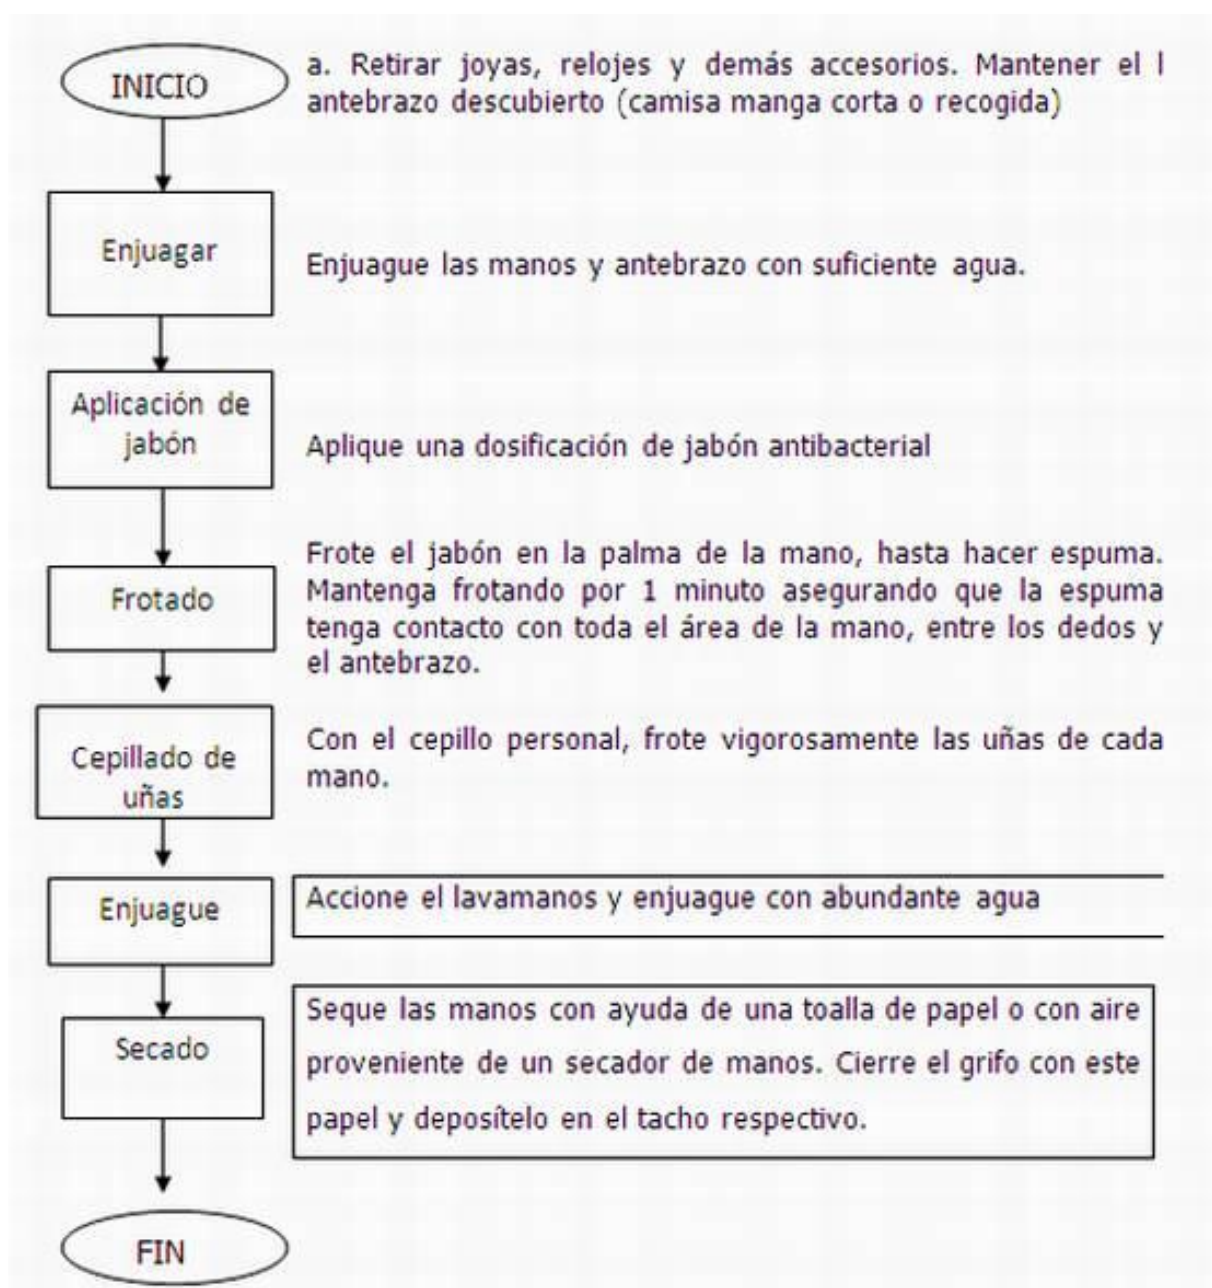 INICIO
a. Retirar joyas, relojes y demás accesorios. Mantener el l
antebrazo descubierto (camisa manga corta o recogida)
Enjuagar
Enjuague las manos y antebrazo con suficiente agua.
Aplicación de
jabón
Aplique una dosificación de jabón antibacterial
Frotado
Frote el jabón en la palma de la mano, hasta hacer espuma.
Mantenga frotando por 1 minuto asegurando que la espuma
tenga contacto con toda el área de la mano, entre los dedos y
el antebrazo.
Cepillado de
uñas
Con el cepillo personal, frote vigorosamente las uñas de cada
mano.
Enjuague
Accione el lavamanos y enjuague con abundante agua
Secado
Seque las manos con ayuda de una toalla de papel o con aire
proveniente de un secador de manos. Cierre el grifo con este
papel y deposítelo en el tacho respectivo.
FIN